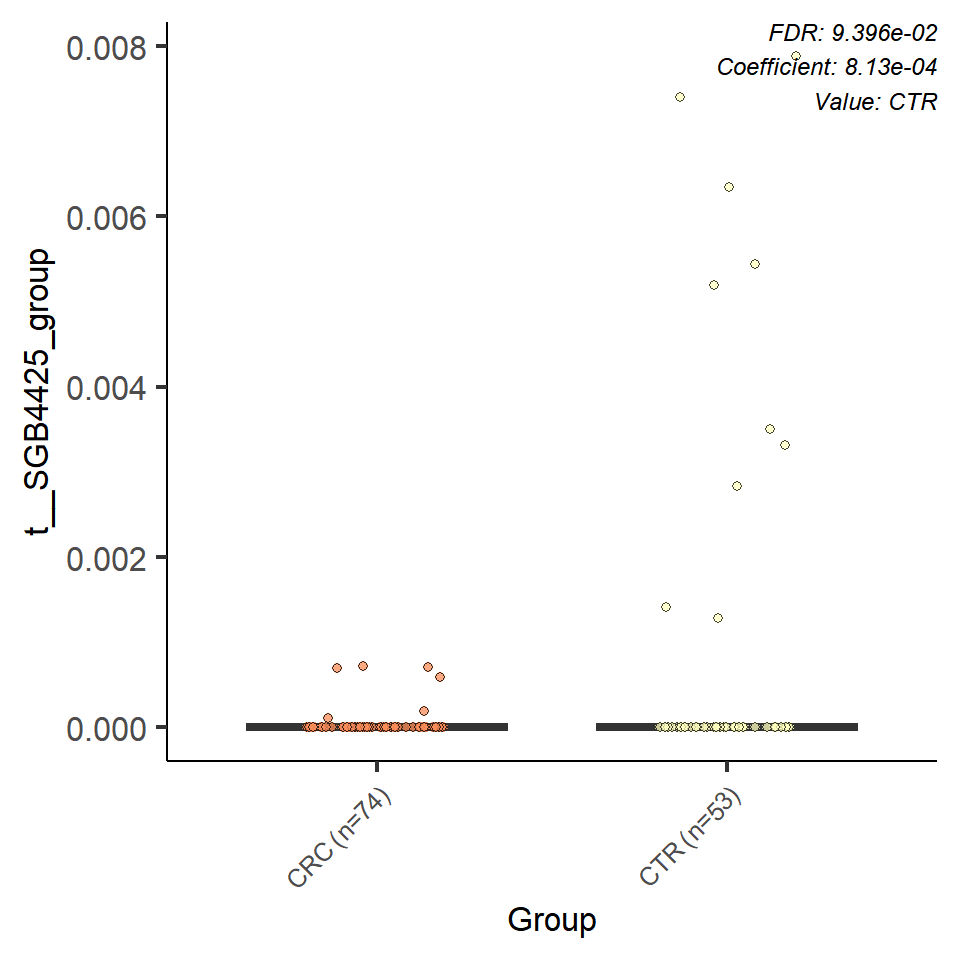 FDR: 9.396e-02
Coefficient: 8.13e-04
Value: CTR
0.008
0.006
0.004
0.002
0.000
t__SGB4425_group
CRC (n=74)
CTR (n=53)
Group